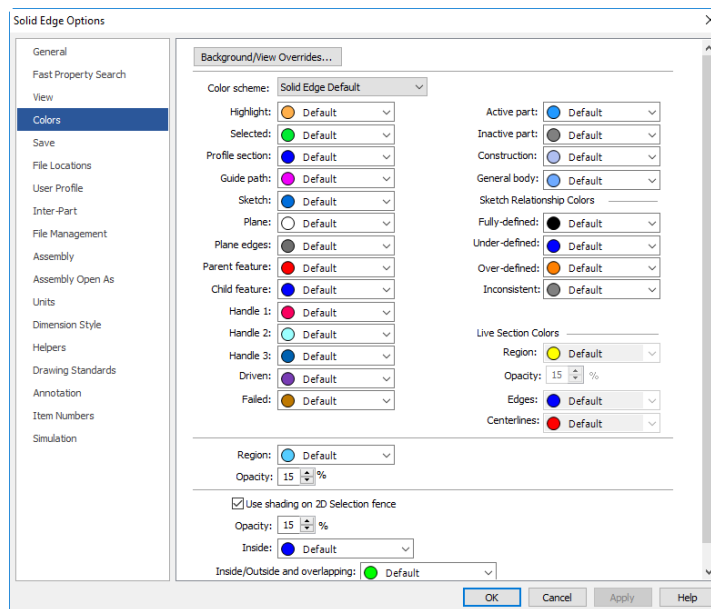 Solid Edge Options
General
Fast Property Search
View
Colors
Save
File Locations
User Profile
Inter-Part
File Management
Assembly
Assembly Open As
Units
Dimension Style
Helpers
Drawing Standards
Annotation
Item Numbers
Simulation
Background/View Overrides...
Color scheme: Solid Edge Default
Highlight: Default
Selected: Default
Profile section: Default
Guide path: Default
Sketch: Default
Plane: Default
Plane edges: Default
Parent feature: Default
Child feature: Default
Handle 1: Default
Handle 2: Default
Handle 3: Default
Driven: Default
Failed: Default
Active part: Default
Inactive part: Default
Construction: Default
General body: Default
Sketch Relationship Colors
Fully-defined: Default
Under-defined: Default
Over-defined: Default
Inconsistent: Default
Live Section Colors
Region: Default
Opacity: 15 %
Edges: Default
Centerlines: Default
Region: Default
Opacity: 15 %
Use shading on 2D Selection fence
Opacity: 15 %
Inside: Default
Inside/Outside and overlapping: Default
OK Cancel Apply Help